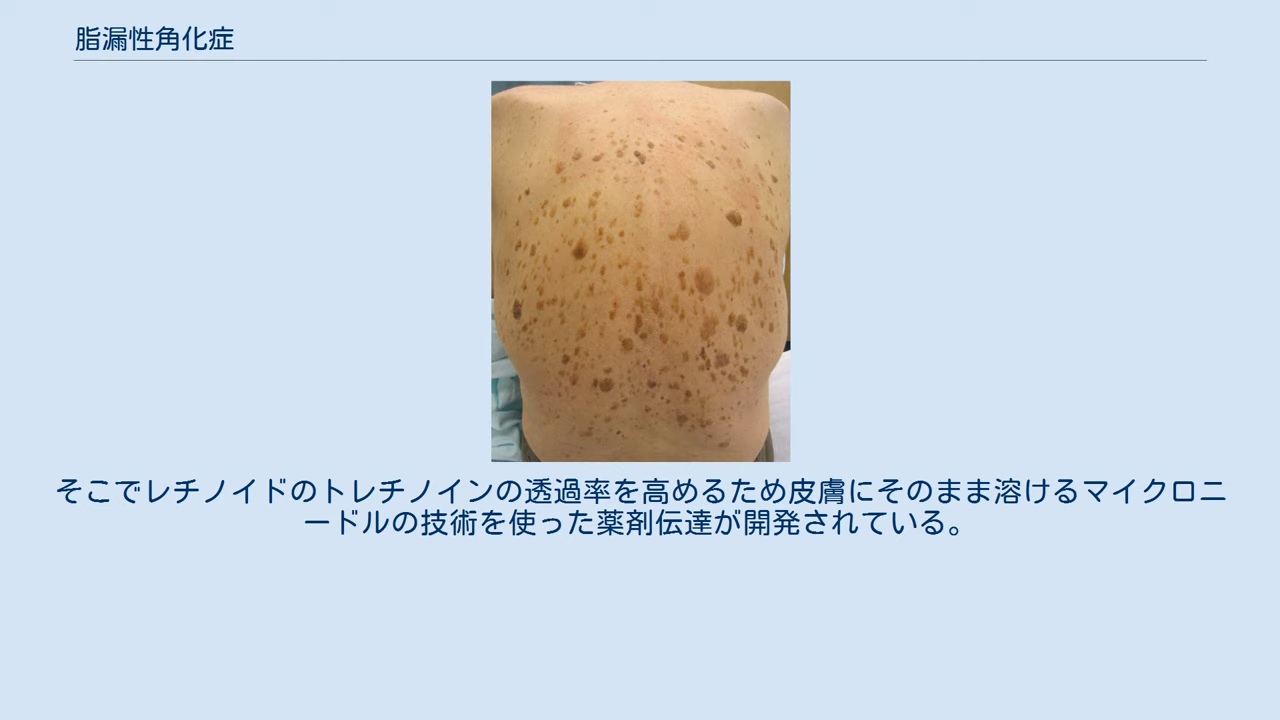 脂漏性角化症
そこでレチノイドのトレチノインの透過率を高めるため皮膚にそのまま溶けるマイクロニ
ードルの技術を使った薬剤伝達が開発されている。